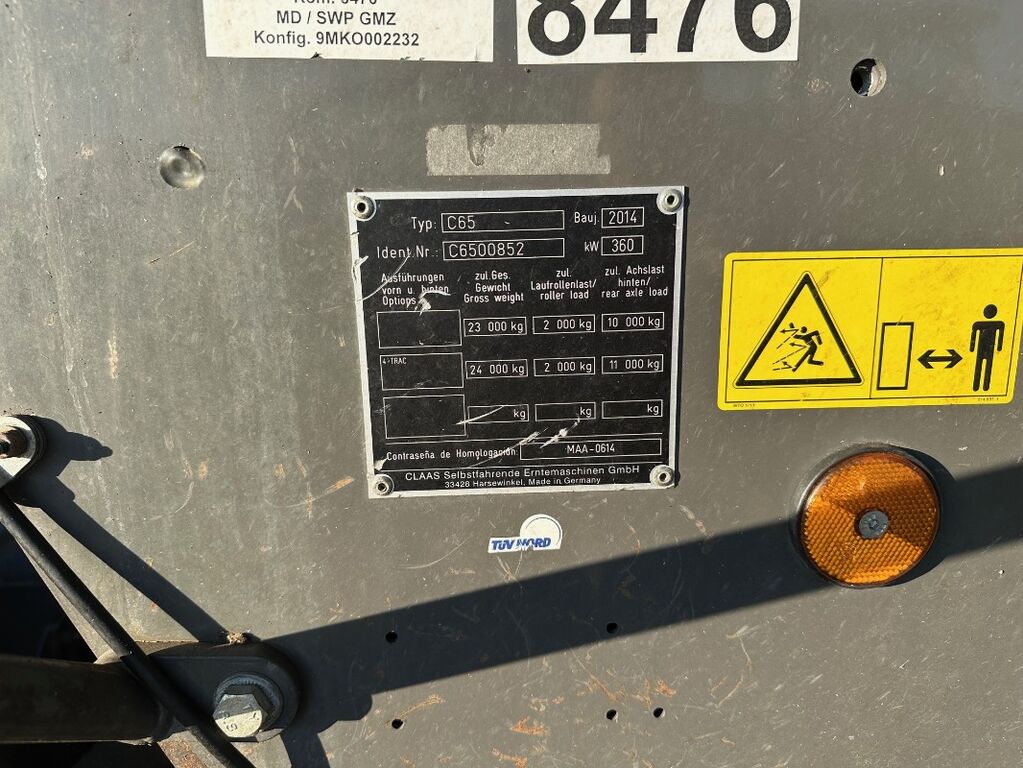 Kom. 8476
MD / SWP GMZ
Konfig. 9MKO002232
8476
Typ: C65 Bauj. 2014
Ident.Nr.: C6500852 kW 360
Ausführungen vorn u. hinten Options
zul. Ges. Gewicht Gross weight
zul. Laufrollenlast/ roller load
zul. Achslast hinten/ rear axle load
23 000 kg 2 000 kg 10 000 kg
4-TRAC
24 000 kg 2 000 kg 11 000 kg
kg kg kg
Contraseña de Homologación: MAA-0614
CLAAS Selbstfahrende Erntemaschinen GmbH
33428 Harsewinkel, Made in Germany
TÜV NORD